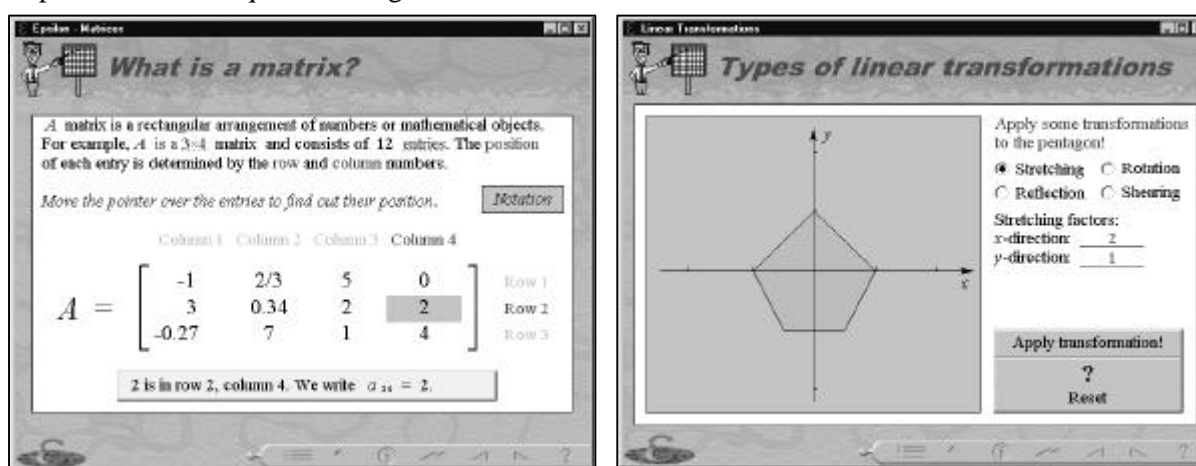 Epsilon - Matrices
What is a matrix?
A matrix is a rectangular arrangement of numbers or mathematical objects.
For example, A is a 3×4 matrix and consists of 12 entries. The position
of each entry is determined by the row and column numbers.
Move the pointer over the entries to find out their position.
Notation
Column 1 Column 2 Column 3 Column 4
-1 2/3 5 0 Row 1
A = 3 0.34 2 2 Row 2
-0.27 7 1 4 Row 3
2 is in row 2, column 4. We write a 24 = 2.
?
Linear Transformations
Types of linear transformations
y
x
Apply some transformations
to the pentagon!
Stretching Rotation
Reflection Shearing
Stretching factors:
x-direction: 2
y-direction: 1
Apply transformation!
?
Reset
?